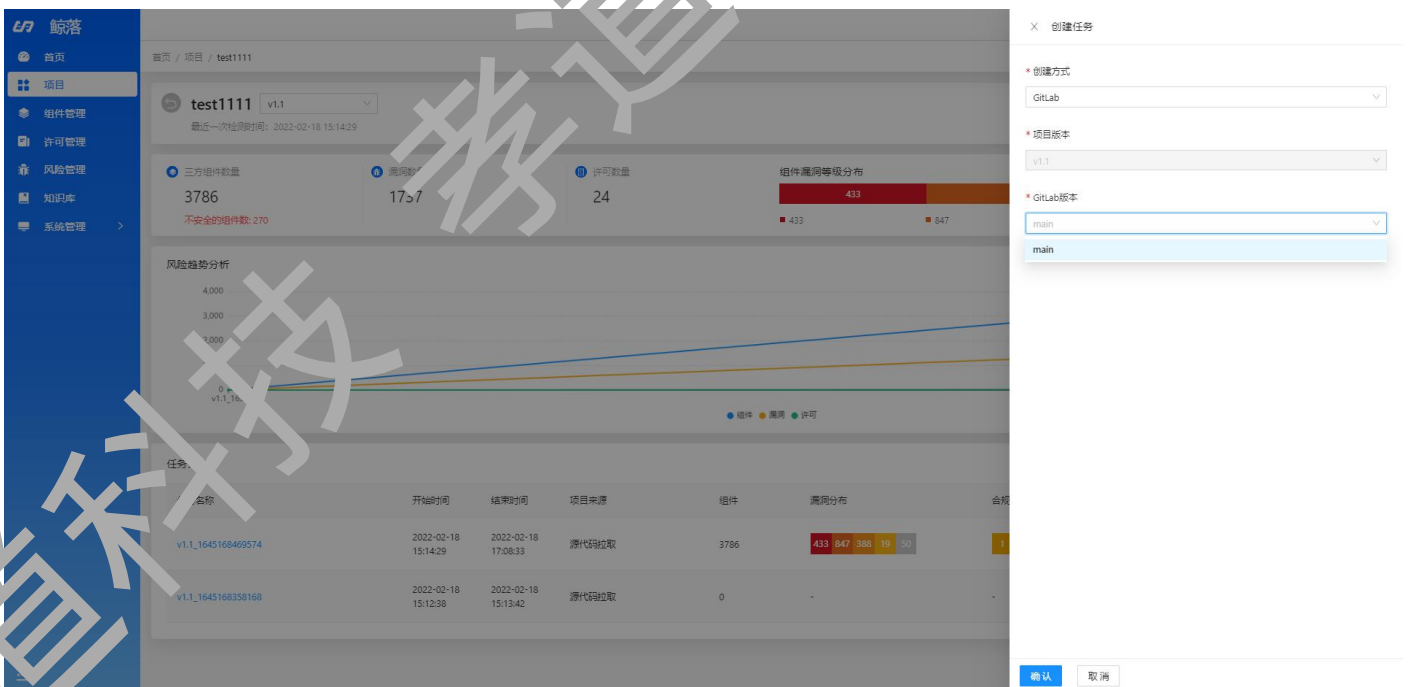 鲸落
首页
项目
组件管理
许可管理
风险管理
知识库
系统管理
首页 / 项目 / test1111
test1111 v1.1
最近一次检测时间: 2022-02-18 15:14:29
三方组件数量
3786
不安全的组件数: 270
许可数量
24
组件漏洞等级分布
433
433 847
风险趋势分析
4,000
3,000
0
组件 漏洞 许可
开始时间 结束时间 项目来源 组件 漏洞分布
v1.1_1645168469574 2022-02-18 15:14:29 2022-02-18 17:08:33 源代码拉取 3786 433 847 388 19 50 1
v1.1_1645168358168 2022-02-18 15:12:38 2022-02-18 15:13:42 源代码拉取 0 - -
创建任务
* 创建方式
GitLab
* 项目版本
v1.1
* GitLab版本
main
main
确认 取消
孝道科技